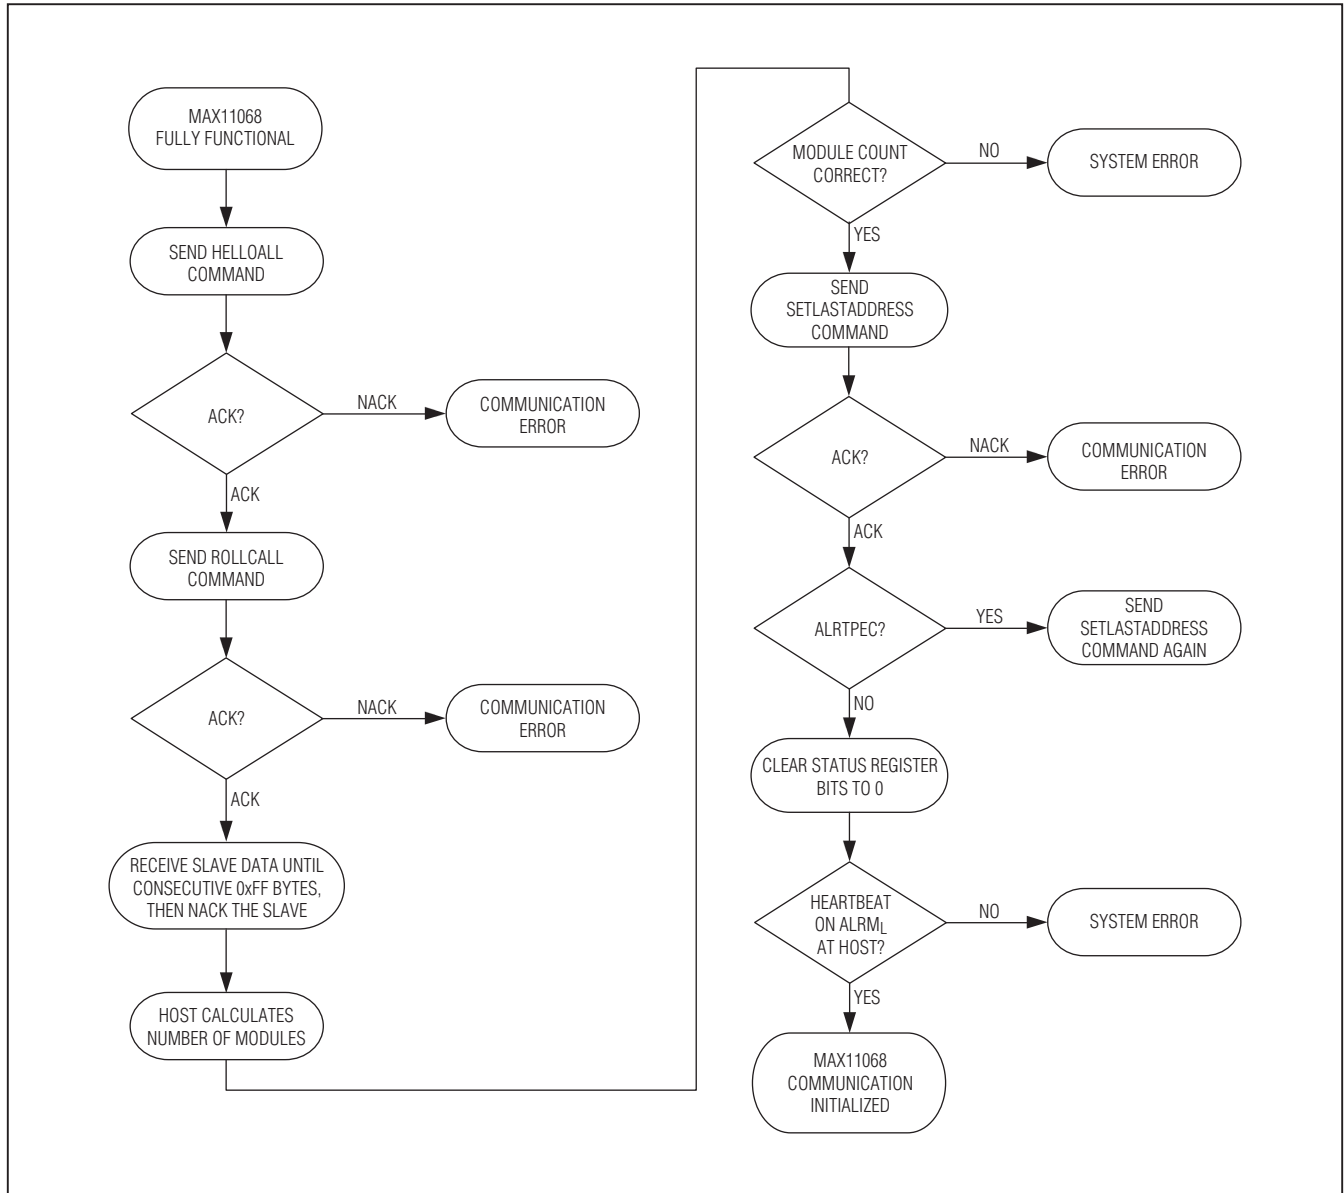 MAX11068
FULLY FUNCTIONAL
SEND HELLOALL
COMMAND
ACK?
NACK
COMMUNICATION
ERROR
ACK
SEND ROLLCALL
COMMAND
ACK?
NACK
COMMUNICATION
ERROR
ACK
RECEIVE SLAVE DATA UNTIL
CONSECUTIVE 0xFF BYTES,
THEN NACK THE SLAVE
HOST CALCULATES
NUMBER OF MODULES
MODULE COUNT
CORRECT?
NO
SYSTEM ERROR
YES
SEND
SETLASTADDRESS
COMMAND
ACK?
NACK
COMMUNICATION
ERROR
ACK
ALRTPEC?
YES
SEND
SETLASTADDRESS
COMMAND AGAIN
NO
CLEAR STATUS REGISTER
BITS TO 0
HEARTBEAT
ON ALRML
AT HOST?
NO
SYSTEM ERROR
YES
MAX11068
COMMUNICATION
INITIALIZED